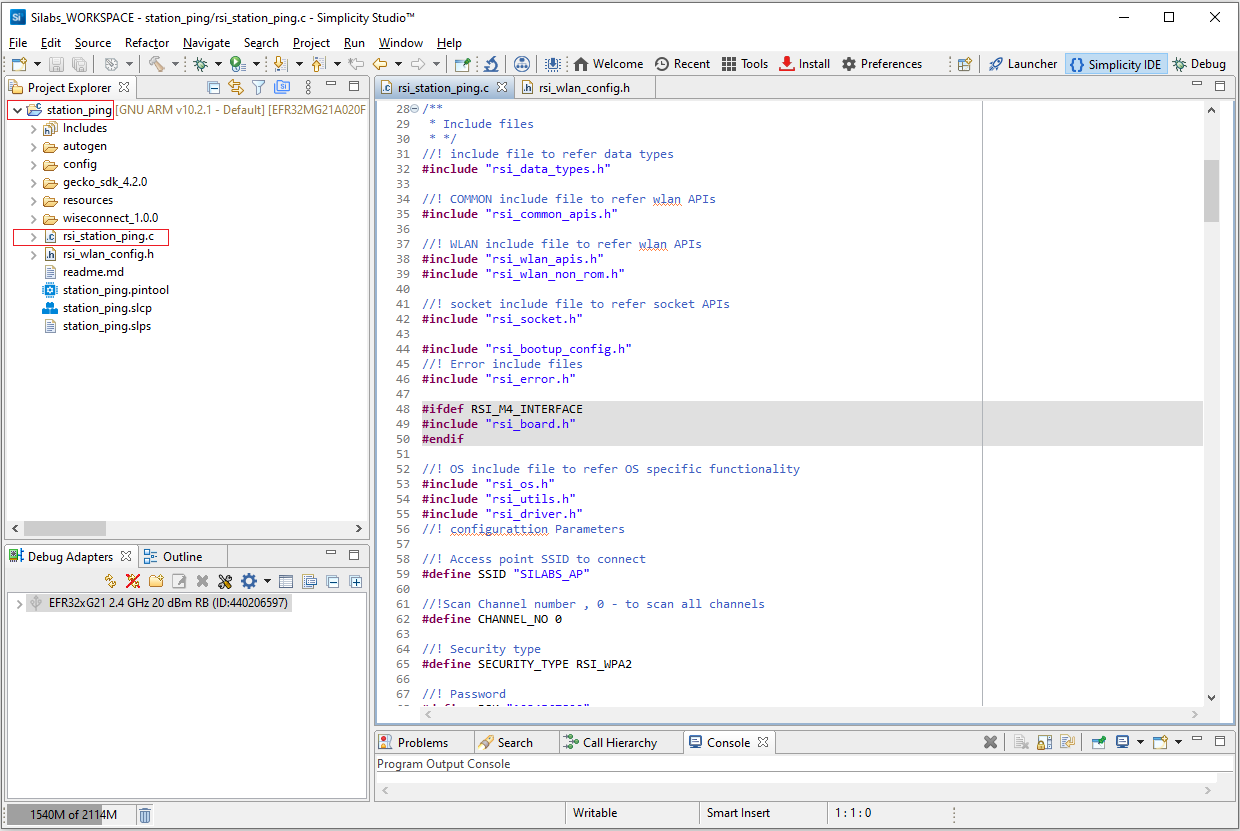 Silabs_WORKSPACE - station_ping/rsi_station_ping.c - Simplicity Studio™
File Edit Source Refactor Navigate Search Project Run Window Help
Welcome Recent Tools Install Preferences Launcher Simplicity IDE Debug
Project Explorer
station_ping [GNU ARM v10.2.1 - Default] [EFR32MG21A020F
Includes
autogen
config
gecko_sdk_4.2.0
resources
wiseconnect_1.0.0
rsi_station_ping.c
rsi_wlan_config.h
readme.md
station_ping.pintool
station_ping.slcp
station_ping.slps
Debug Adapters Outline
EFR32xG21 2.4 GHz 20 dBm RB (ID:440206597)
rsi_station_ping.c rsi_wlan_config.h
28 /**
29 * Include files
30 * */
31 //! include file to refer data types
32 #include "rsi_data_types.h"
33
34 //! COMMON include file to refer wlan APIs
35 #include "rsi_common_apis.h"
36
37 //! WLAN include file to refer wlan APIs
38 #include "rsi_wlan_apis.h"
39 #include "rsi_wlan_non_rom.h"
40
41 //! socket include file to refer socket APIs
42 #include "rsi_socket.h"
43
44 #include "rsi_bootup_config.h"
45 //! Error include files
46 #include "rsi_error.h"
47
48 #ifdef RSI_M4_INTERFACE
49 #include "rsi_board.h"
50 #endif
51
52 //! OS include file to refer OS specific functionality
53 #include "rsi_os.h"
54 #include "rsi_utils.h"
55 #include "rsi_driver.h"
56 //! configurattion Parameters
57
58 //! Access point SSID to connect
59 #define SSID "SILABS_AP"
60
61 //!Scan Channel number , 0 - to scan all channels
62 #define CHANNEL_NO 0
63
64 //! Security type
65 #define SECURITY_TYPE RSI_WPA2
66
67 //! Password
Problems Search Call Hierarchy Console
Program Output Console
1540M of 2114M Writable Smart Insert 1 : 1 : 0